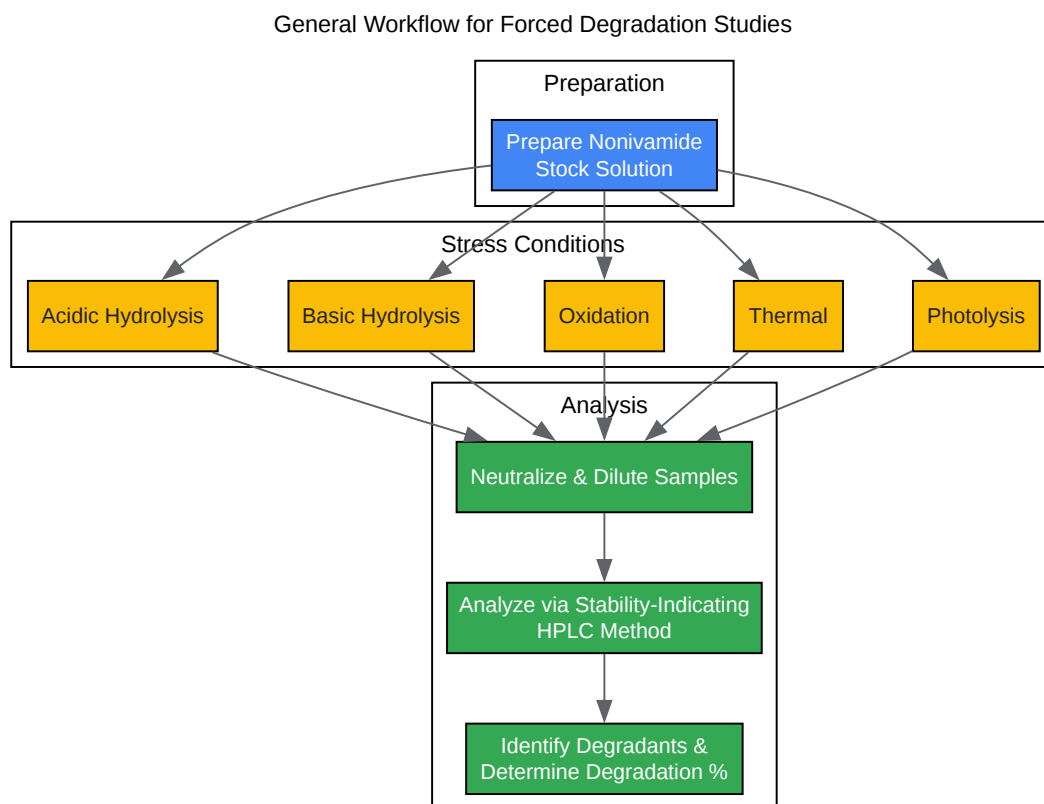 General Workflow for Forced Degradation Studies
Preparation
Prepare Nonivamide
Stock Solution
Stress Conditions
Acidic Hydrolysis
Basic Hydrolysis
Oxidation
Thermal
Photolysis
Analysis
Neutralize & Dilute Samples
Analyze via Stability-Indicating
HPLC Method
Identify Degradants &
Determine Degradation %